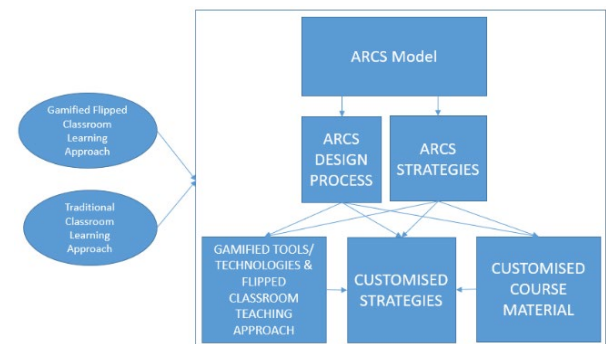 ARCS Model
Gamified Flipped
Classroom
Learning
Approach
ARCS
DESIGN
PROCESS
ARCS
STRATEGIES
Traditional
Classroom
Learning
Approach
GAMIFIED TOOLS/
TECHNOLOGIES &
FLIPPED
CLASSROOM
TEACHING
APPROACH
CUSTOMISED
STRATEGIES
CUSTOMISED
COURSE
MATERIAL